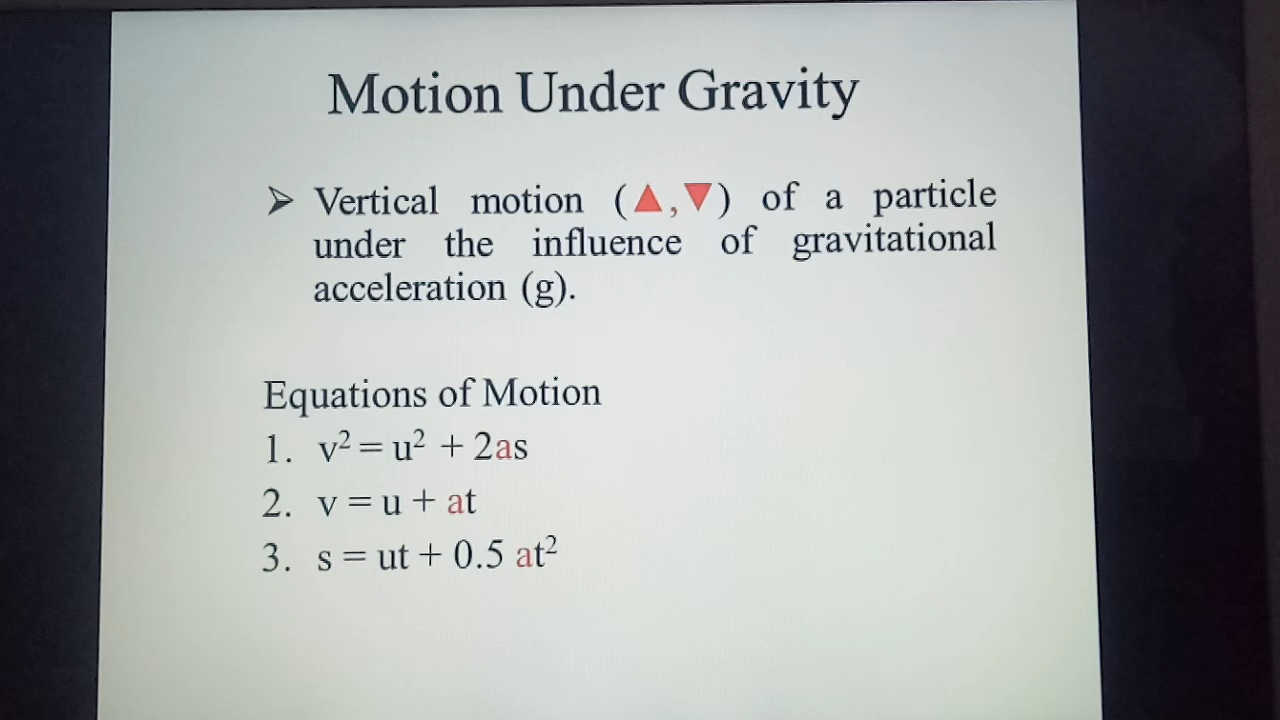 Motion Under Gravity
➢ Vertical motion (▲,▼) of a particle
under the influence of gravitational
acceleration (g).
Equations of Motion
1. v² = u² + 2as
2. v = u + at
3. s = ut + 0.5 at²